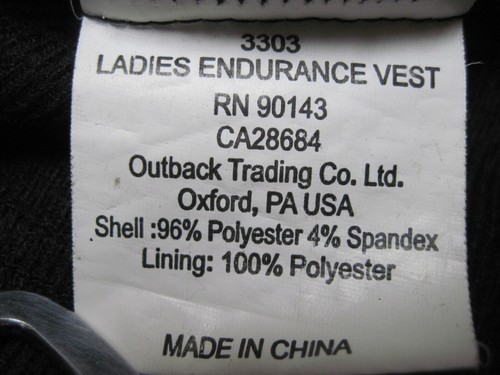 3303
LADIES ENDURANCE VEST
RN 90143
CA28684
Outback Trading Co. Ltd.
Oxford, PA USA
Shell :96% Polyester 4% Spandex
Lining: 100% Polyester
MADE IN CHINA